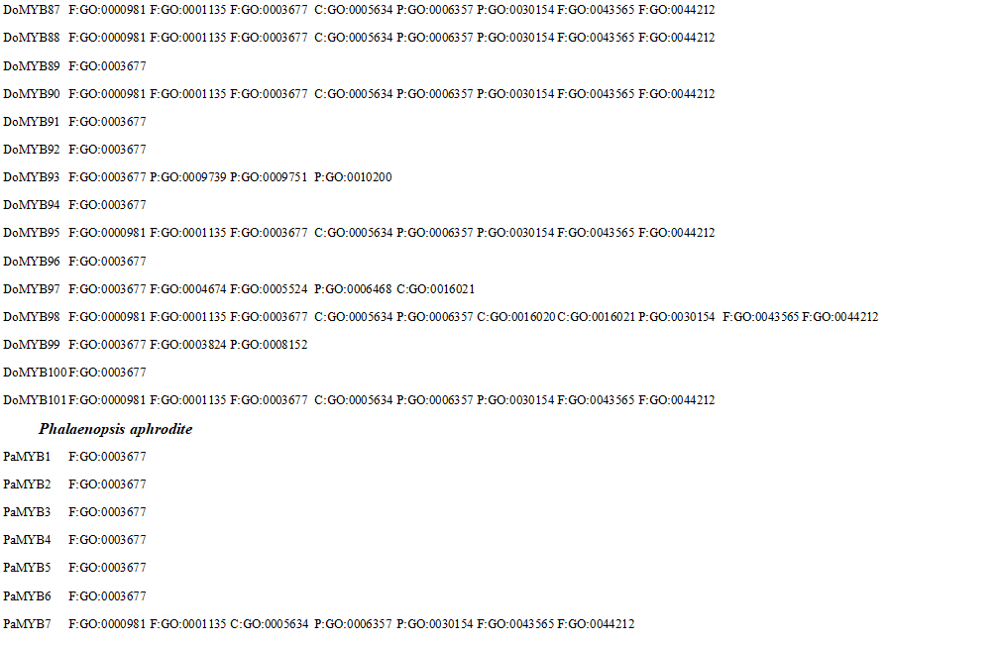 DoMYB87 F:GO:0000981 F:GO:0001135 F:GO:0003677 C:GO:0005634 P:GO:0006357 P:GO:0030154 F:GO:0043565 F:GO:0044212
DoMYB88 F:GO:0000981 F:GO:0001135 F:GO:0003677 C:GO:0005634 P:GO:0006357 P:GO:0030154 F:GO:0043565 F:GO:0044212
DoMYB89 F:GO:0003677
DoMYB90 F:GO:0000981 F:GO:0001135 F:GO:0003677 C:GO:0005634 P:GO:0006357 P:GO:0030154 F:GO:0043565 F:GO:0044212
DoMYB91 F:GO:0003677
DoMYB92 F:GO:0003677
DoMYB93 F:GO:0003677 P:GO:0009739 P:GO:0009751 P:GO:0010200
DoMYB94 F:GO:0003677
DoMYB95 F:GO:0000981 F:GO:0001135 F:GO:0003677 C:GO:0005634 P:GO:0006357 P:GO:0030154 F:GO:0043565 F:GO:0044212
DoMYB96 F:GO:0003677
DoMYB97 F:GO:0003677 F:GO:0004674 F:GO:0005524 P:GO:0006468 C:GO:0016021
DoMYB98 F:GO:0000981 F:GO:0001135 F:GO:0003677 C:GO:0005634 P:GO:0006357 C:GO:0016020 C:GO:0016021 P:GO:0030154 F:GO:0043565 F:GO:0044212
DoMYB99 F:GO:0003677 F:GO:0003824 P:GO:0008152
DoMYB100 F:GO:0003677
DoMYB101 F:GO:0000981 F:GO:0001135 F:GO:0003677 C:GO:0005634 P:GO:0006357 P:GO:0030154 F:GO:0043565 F:GO:0044212
Phalaenopsis aphrodite
PaMYB1 F:GO:0003677
PaMYB2 F:GO:0003677
PaMYB3 F:GO:0003677
PaMYB4 F:GO:0003677
PaMYB5 F:GO:0003677
PaMYB6 F:GO:0003677
PaMYB7 F:GO:0000981 F:GO:0001135 C:GO:0005634 P:GO:0006357 P:GO:0030154 F:GO:0043565 F:GO:0044212